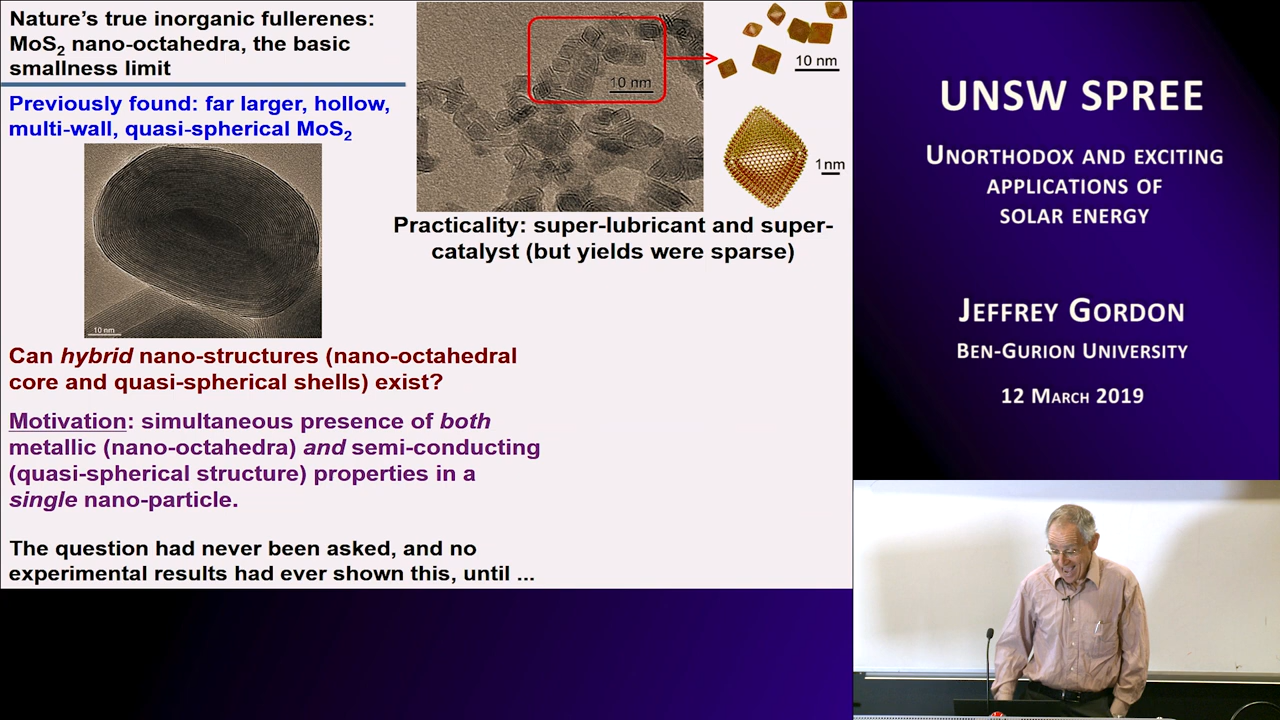 Nature's true inorganic fullerenes:
MoS2 nano-octahedra, the basic
smallness limit
Previously found: far larger, hollow,
multi-wall, quasi-spherical MoS2
10 nm
10 nm
10 nm
1nm
Practicality: super-lubricant and super-
catalyst (but yields were sparse)
Can hybrid nano-structures (nano-octahedral
core and quasi-spherical shells) exist?
Motivation: simultaneous presence of both
metallic (nano-octahedra) and semi-conducting
(quasi-spherical structure) properties in a
single nano-particle.
The question had never been asked, and no
experimental results had ever shown this, until ...
UNSW SPREE
UNORTHODOX AND EXCITING
APPLICATIONS OF
SOLAR ENERGY
JEFFREY GORDON
BEN-GURION UNIVERSITY
12 MARCH 2019